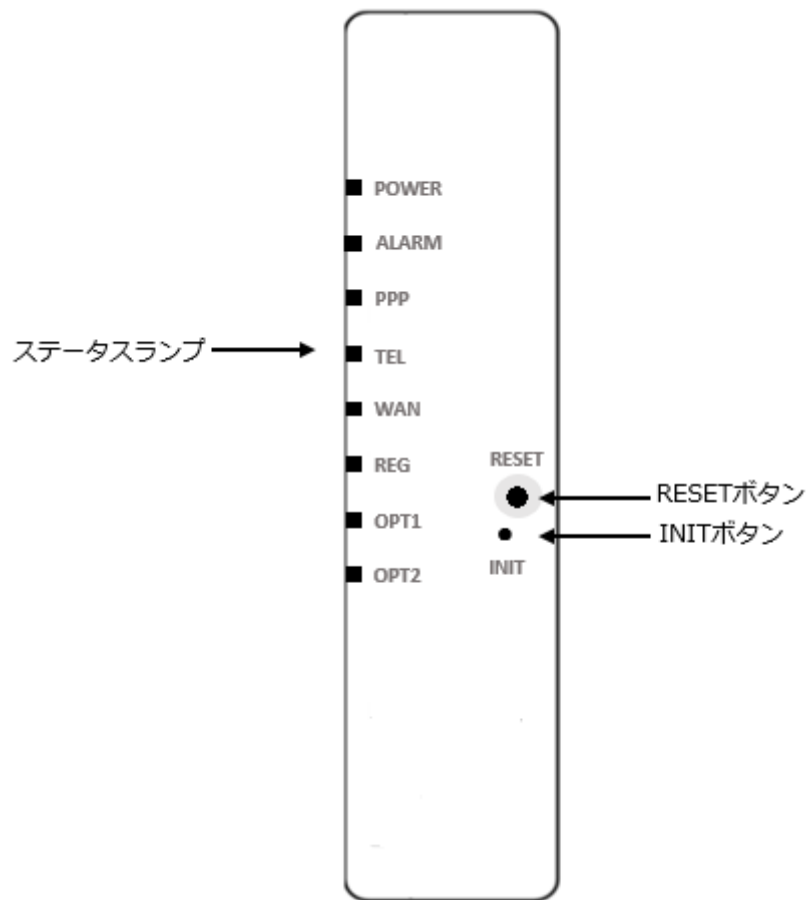 POWER
ALARM
PPP
ステータスランプ
TEL
WAN
REG
RESET
RESETボタン
OPT1
INITボタン
OPT2
INIT